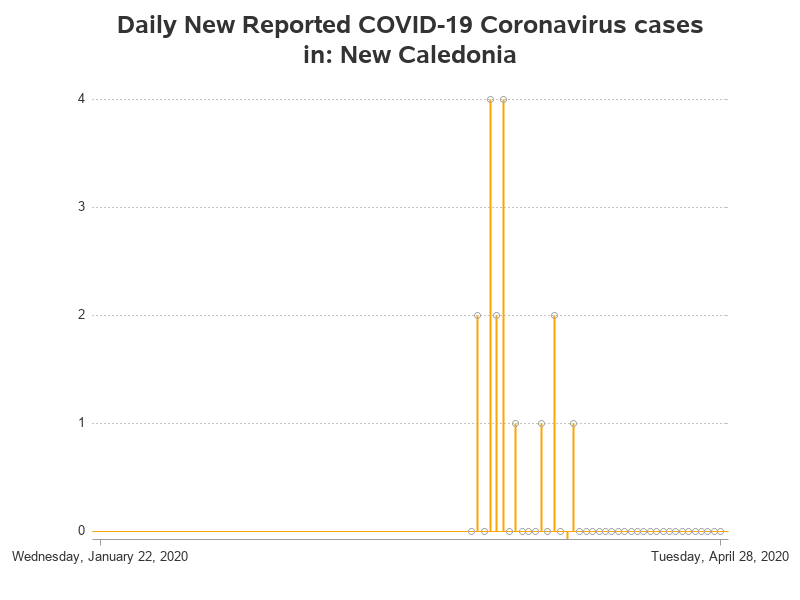 Daily New Reported COVID-19 Coronavirus cases
in: New Caledonia
4
3
2
1
0
Wednesday, January 22, 2020 Tuesday, April 28, 2020